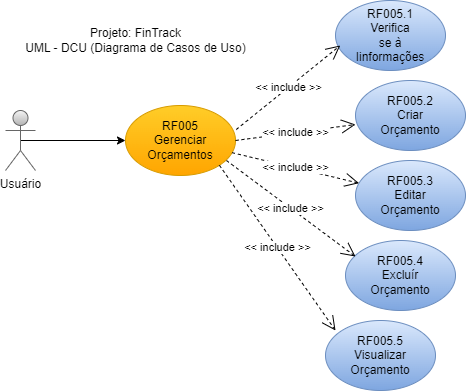 Projeto: FinTrack
UML - DCU (Diagrama de Casos de Uso)
Usuário
RF005
Gerenciar
Orçamentos
<< include >>
RF005.1
Verifica
se à
Iinformações
<< include >>
RF005.2
Criar
Orçamento
<< include >>
RF005.3
Editar
Orçamento
<< include >>
RF005.4
Excluír
Orçamento
<< include >>
RF005.5
Visualizar
Orçamento